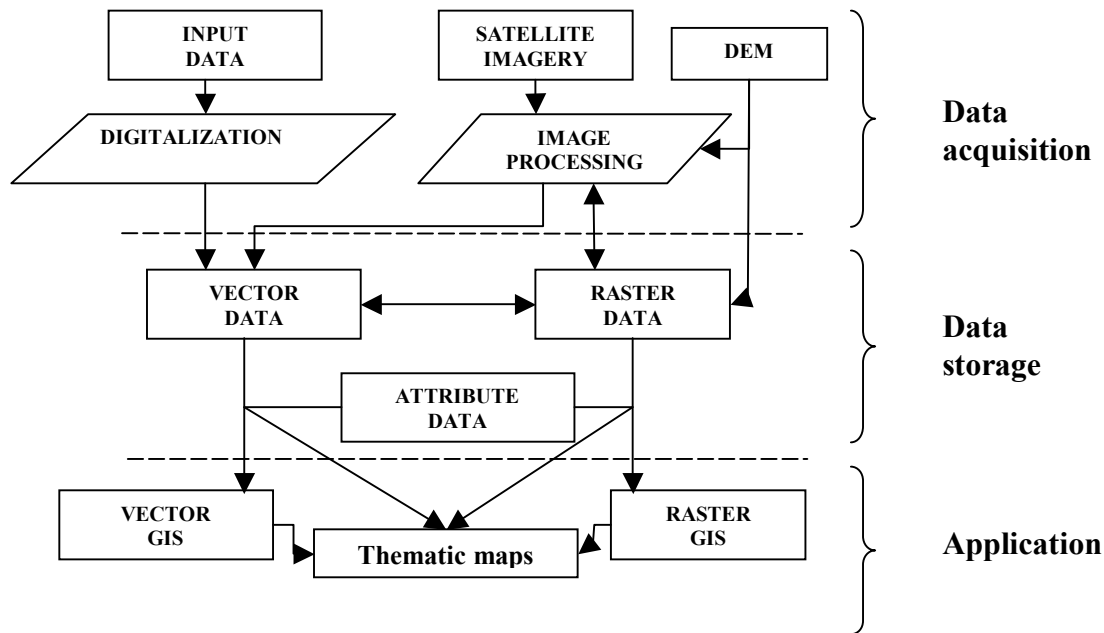 INPUT
DATA
SATELLITE
IMAGERY
DEM
DIGITALIZATION
IMAGE
PROCESSING
Data
acquisition
VECTOR
DATA
RASTER
DATA
Data
storage
ATTRIBUTE
DATA
VECTOR
GIS
RASTER
GIS
Thematic maps
Application